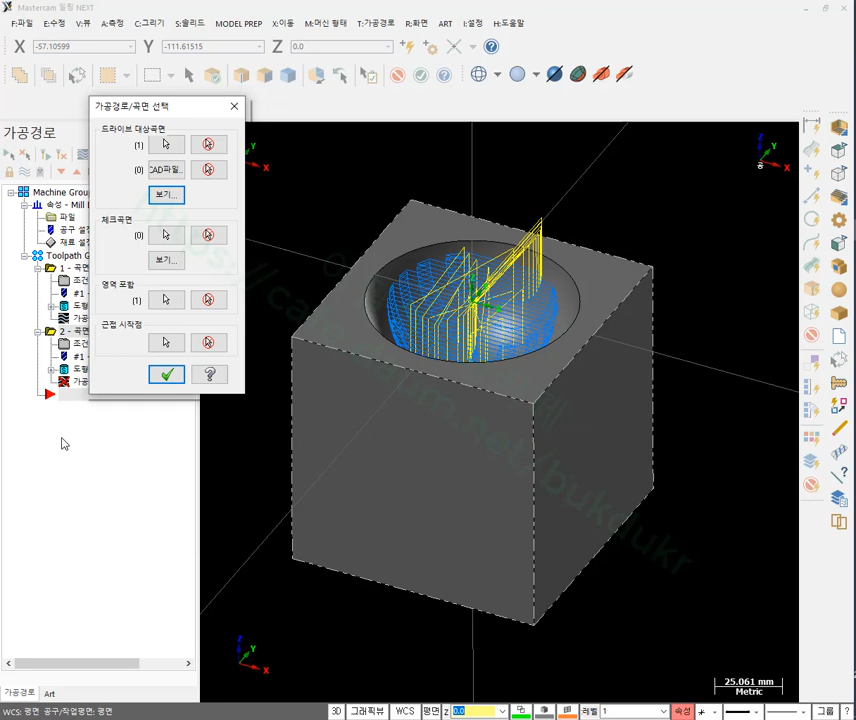 Mastercam 밀링 NEXT
F:파일 E:수정 V:뷰 A:측정 C:그리기 S:솔리드 MODEL PREP X:이동 M:머신 형태 T:가공경로 R:화면 ART I:설정 H:도움말
X -57.10599 Y -111.61515 Z 0.0
가공경로/곡면 선택
가공경로
드라이브 대상곡면
(1)
(0) CAD파일..
보기...
체크곡면
(0)
보기...
영역 포함
(1)
근접 시작점
Machine Grou
속성 - Mill D
파일
공구 설정
재료 설정
Toolpath G
1 - 곡면
조건
#1 -
도형
가공
2 - 곡면
조건
#1 -
도형
가공
Y
X
X
Y
X
Y
X
25.061 mm
Metric
가공경로 Art
WCS: 평면 공구/작업평면: 평면 3D 그래픽뷰 WCS 평면 Z 0.0 레벨 1 속성 그룹 ?